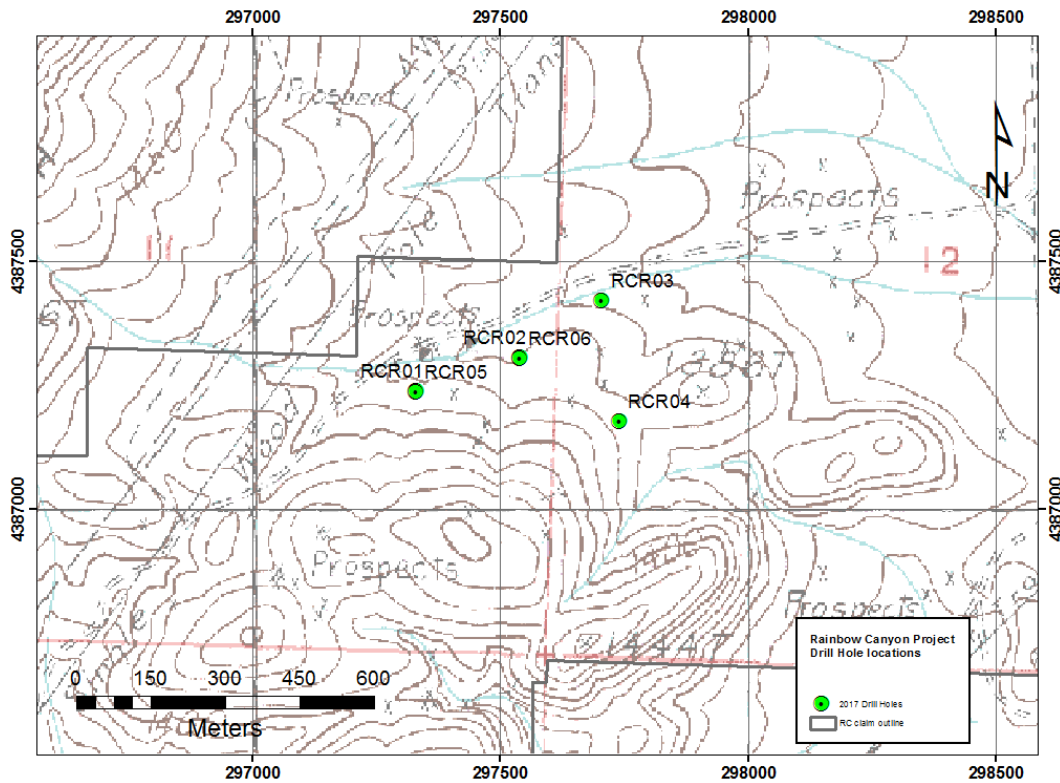 297000 297500 298000 298500
Prospect
Prospects
N
11
4387500
12
4387500
RCR03
Prospects
RCR02 RCR06
RCR01 RCR05
RCR04
4387000
4387000
Prospects
Prospects
Rainbow Canyon Project
Drill Hole locations
0 150 300 450 600
2017 Drill Holes
RC claim outline
Meters
297000 297500 298000 298500